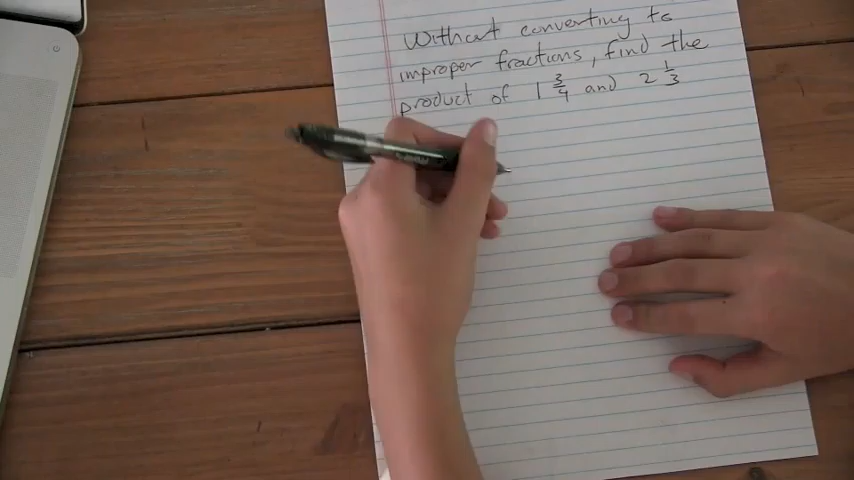 Without converting to
improper fractions, find the
product of 1 3/4 and 2 1/3